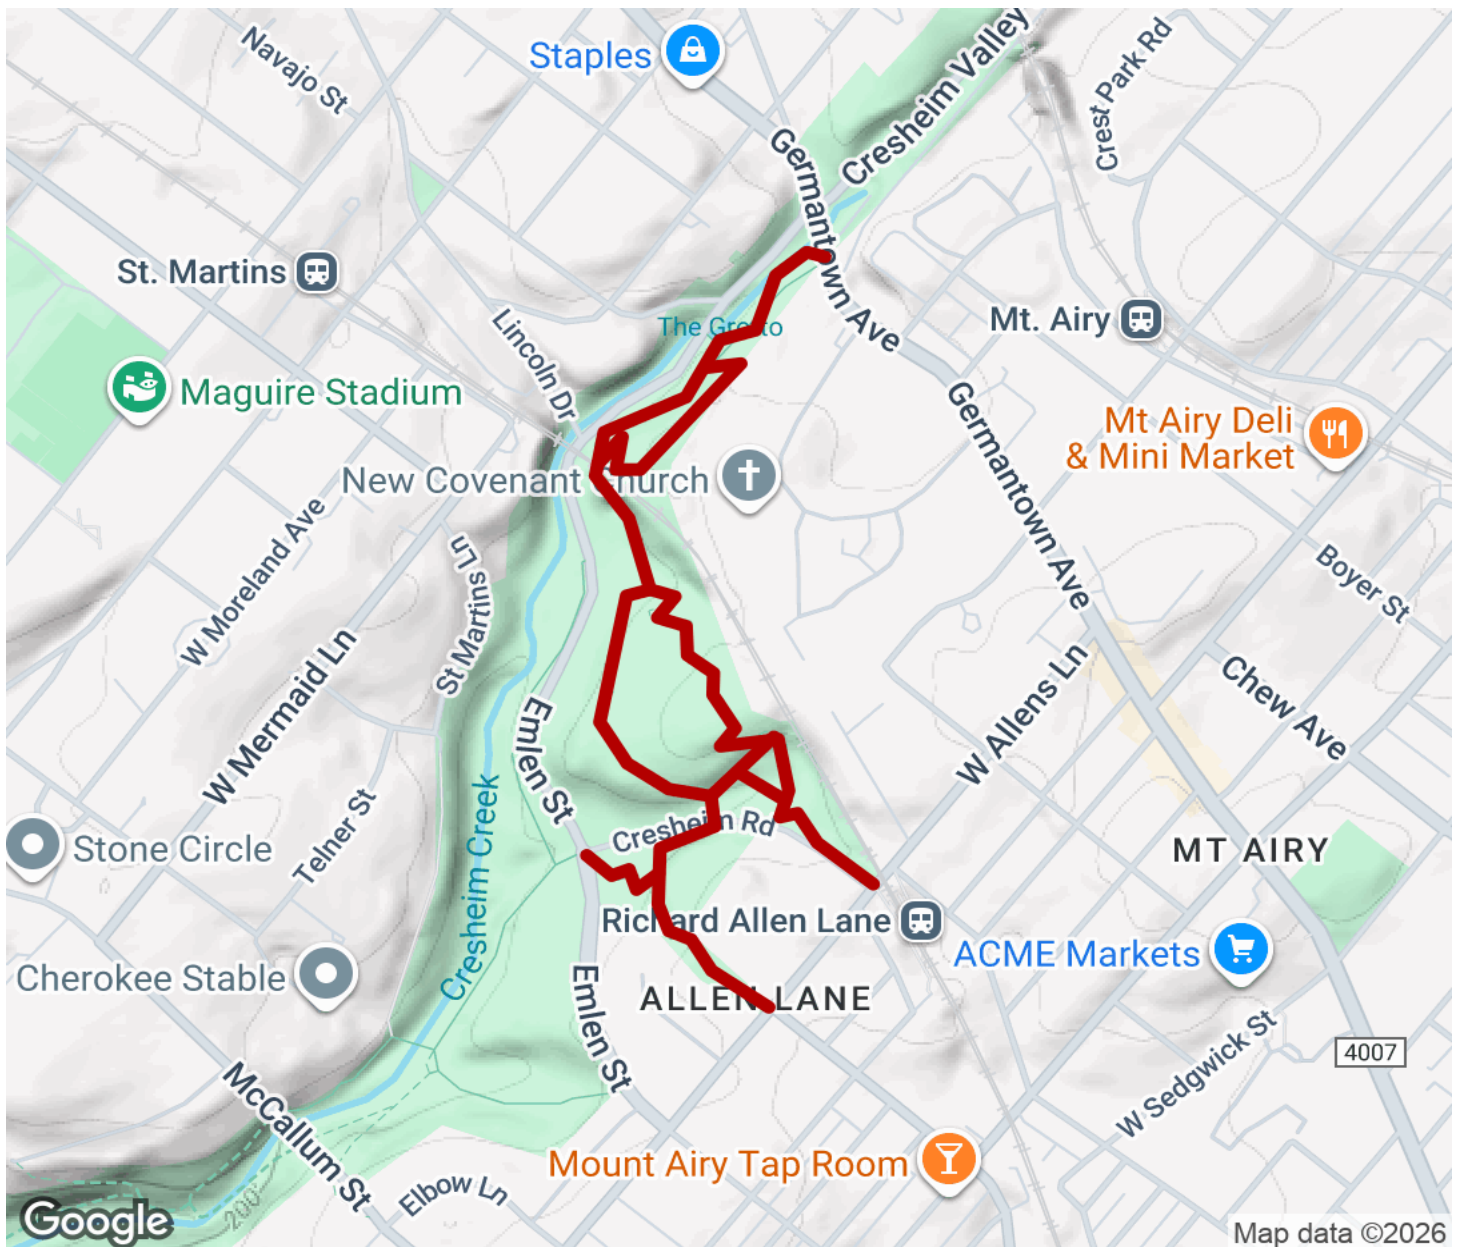 Navajo St
Staples
Cresheim Valley
Crest Park Rd
Germantown Ave
St. Martins
Lincoln Dr
The Grotto
Mt. Airy
Maguire Stadium
Germantown Ave
Mt Airy Deli
& Mini Market
New Covenant Church
W Moreland Ave
St Martins Ln
Boyer St
W Mermaid Ln
Emlen St
W Allens Ln
Chew Ave
Cresheim Creek
Telner St
Cresheim Rd
Stone Circle
MT AIRY
Richard Allen Lane
ACME Markets
Cherokee Stable
ALLEN LANE
Emlen St
W Sedgwick St
4007
McCallum St
Elbow Ln
Mount Airy Tap Room
200'
Google
Map data ©2026